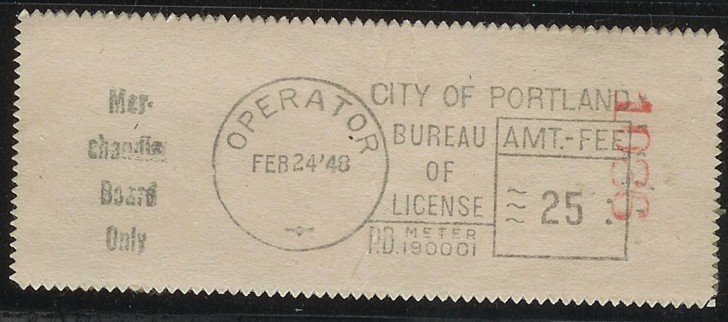 Mer-
chandise
Board
Only
OPERATOR
FEB 24 '48
CITY OF PORTLAND
BUREAU
OF
LICENSE
P.D. METER
190001
AMT.-FEE
25